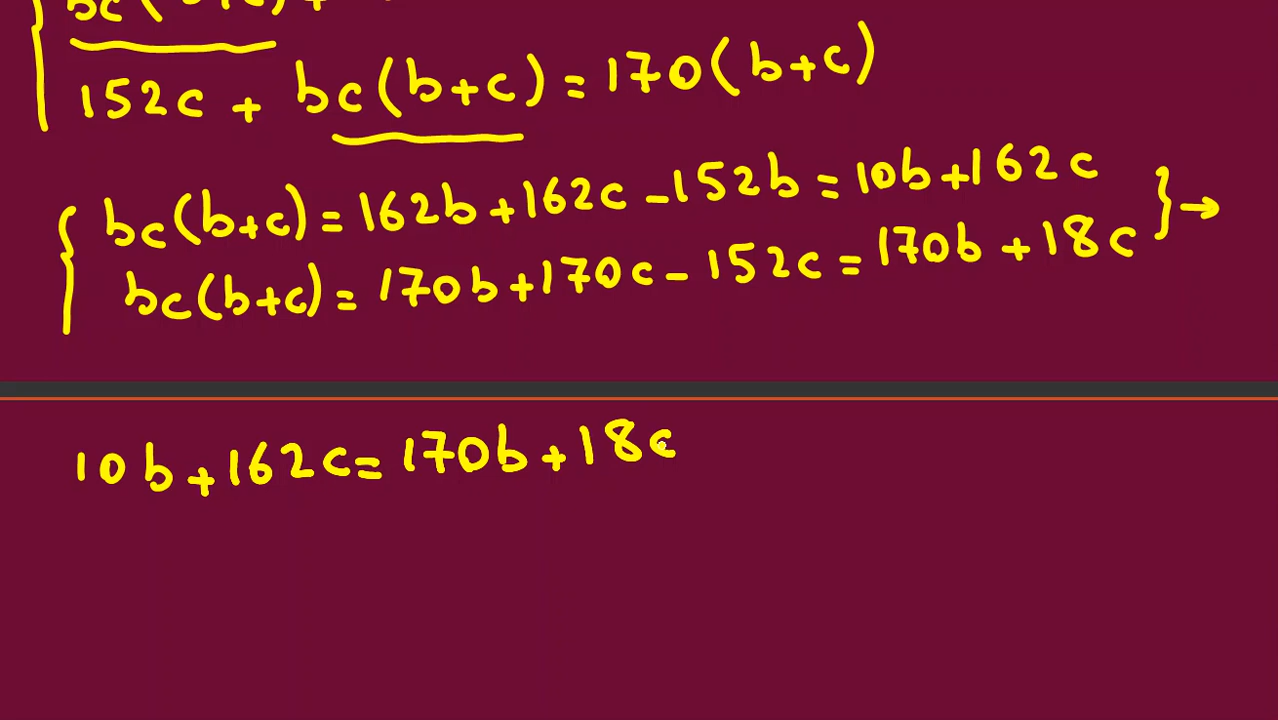 bc(b+c)+
152c + bc(b+c) = 170(b+c)
bc(b+c) = 162b+162c-152b = 10b+162c
bc(b+c) = 170b+170c-152c = 170b+18c →
10b+162c = 170b+18c